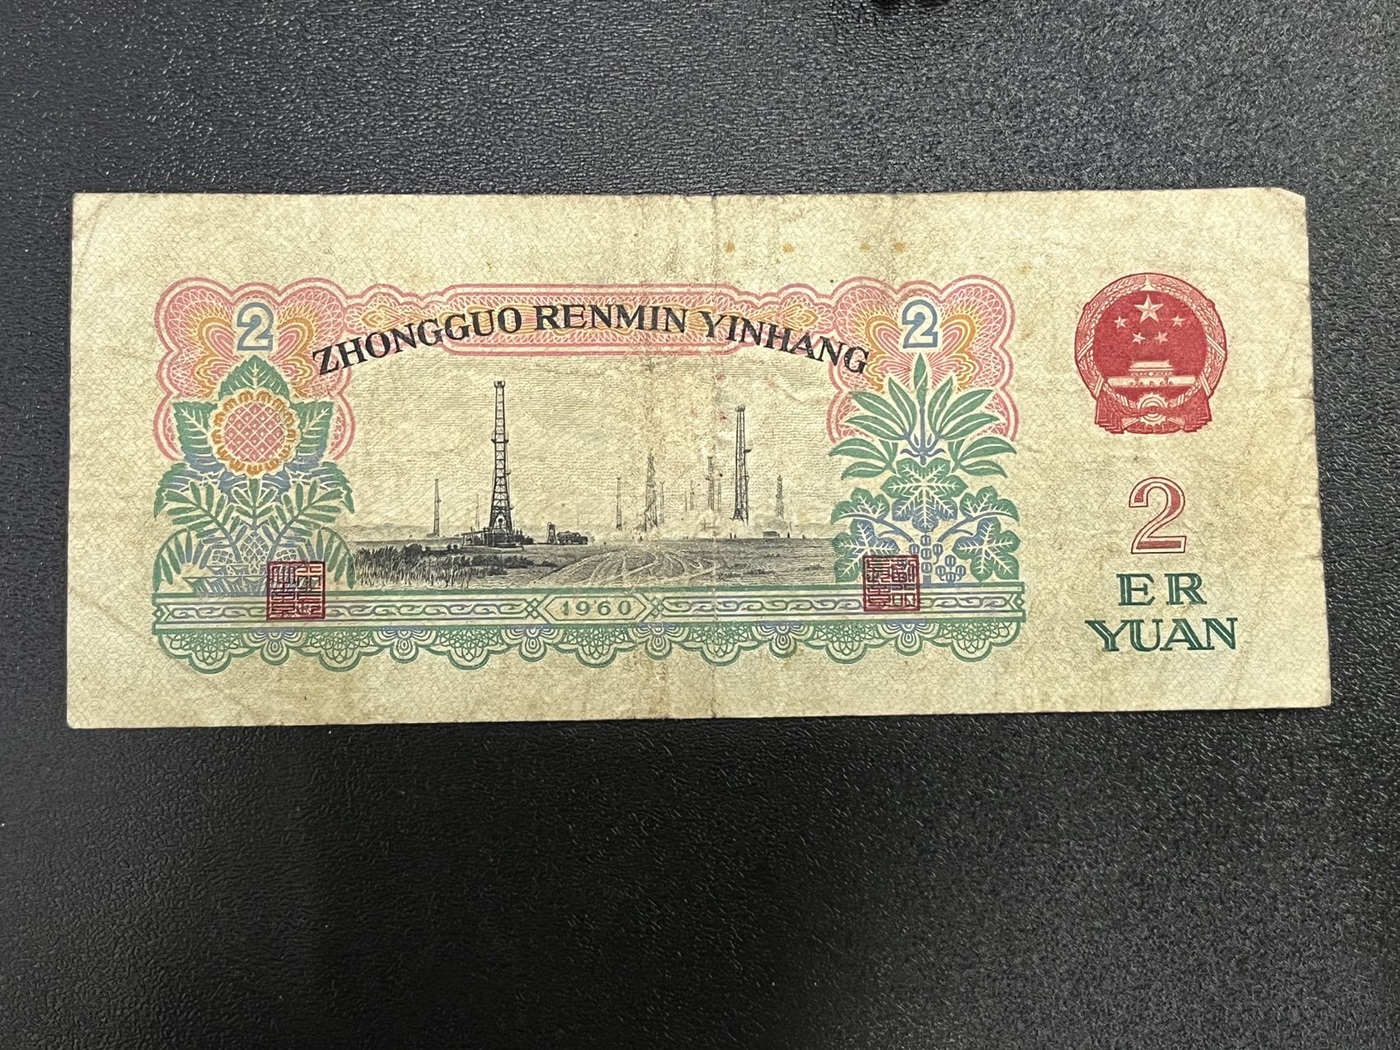 2
2
ZHONGGUO RENMIN YINHANG
1960
2
ER
YUAN